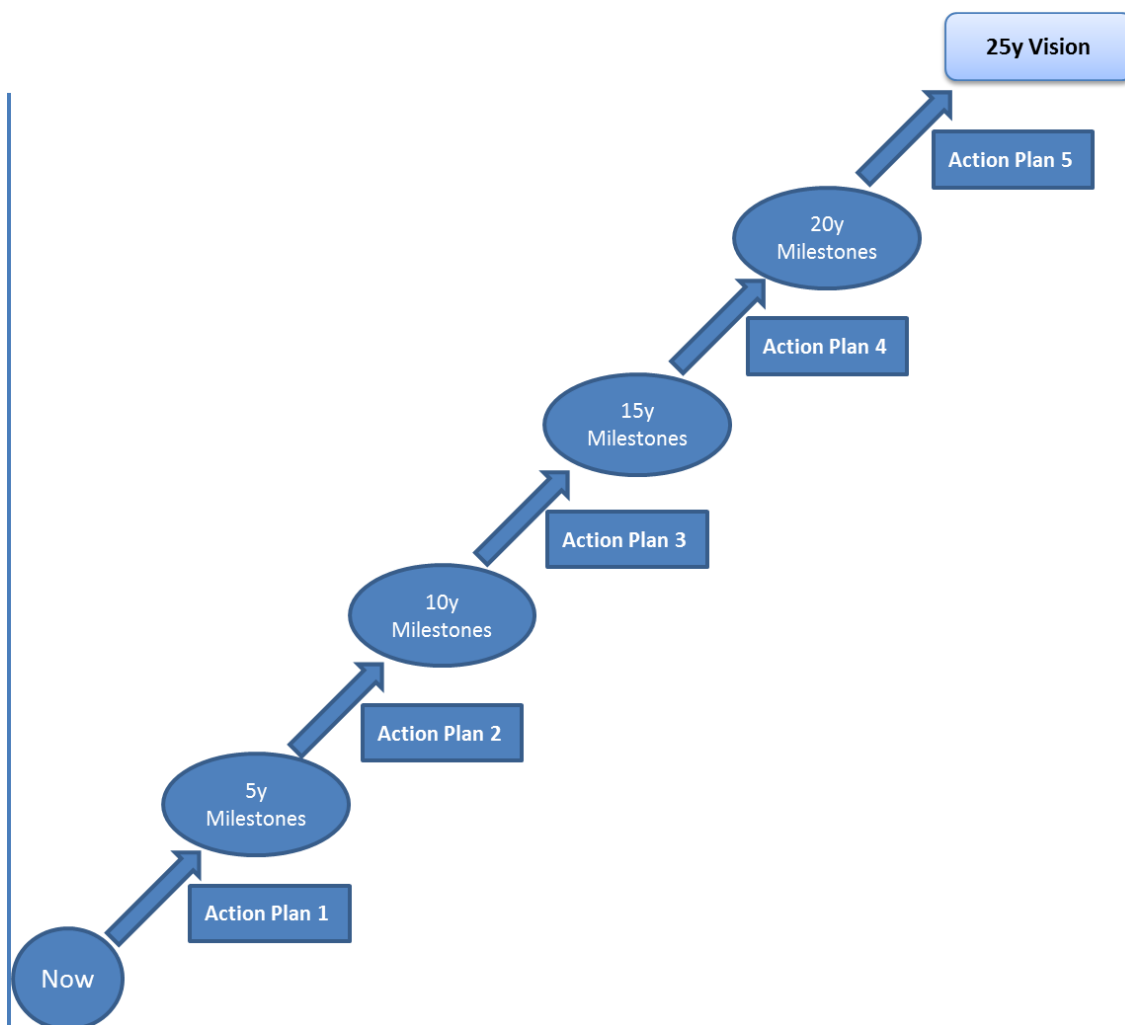 25y Vision
Action Plan 5
20y
Milestones
Action Plan 4
15y
Milestones
Action Plan 3
10y
Milestones
Action Plan 2
5y
Milestones
Action Plan 1
Now